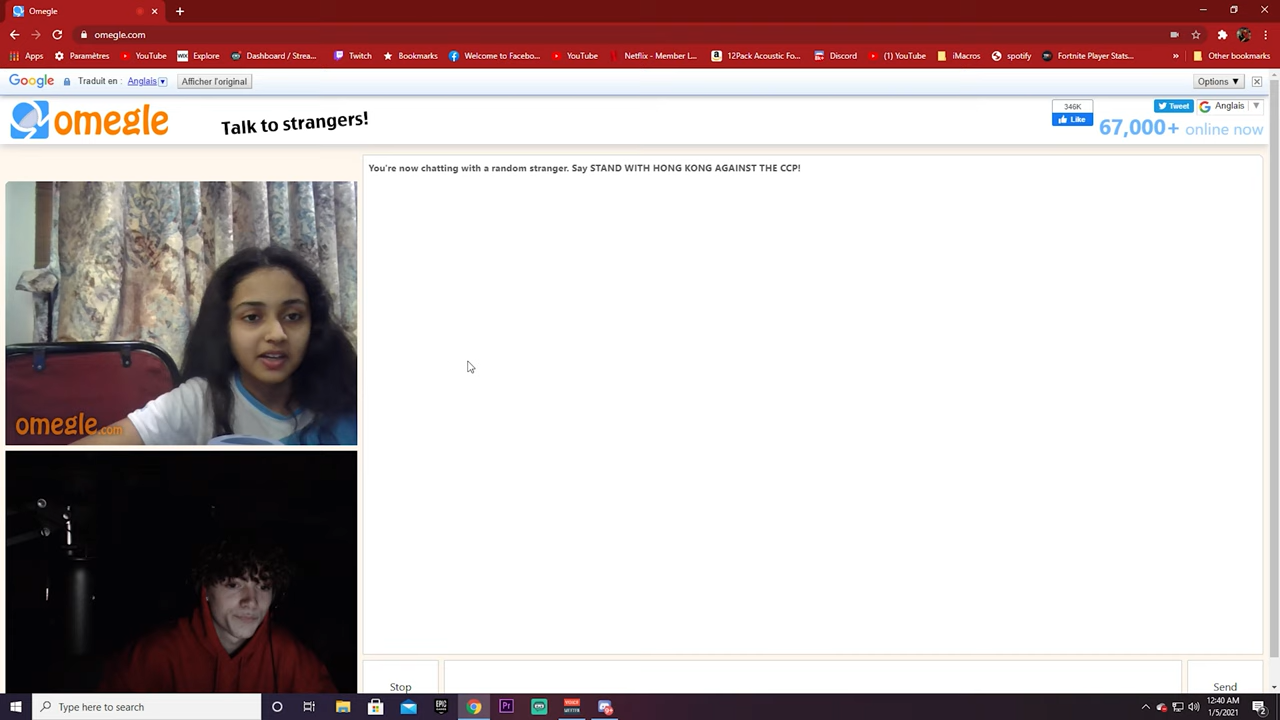 Omegle
omegle.com
Apps Paramètres YouTube Explore Dashboard / Strea... Twitch Bookmarks Welcome to Facebo... YouTube Netflix - Member L... 12Pack Acoustic Fo... Discord (1) YouTube iMacros spotify Fortnite Player Stats... Other bookmarks
Google Traduit en : Anglais Afficher l'original Options
omegle Talk to strangers! 346K Like Tweet Anglais
67,000+ online now
You're now chatting with a random stranger. Say STAND WITH HONG KONG AGAINST THE CCP!
omegle.com
Stop Send
Type here to search
EPIC
Pr
12:40 AM
1/5/2021
2